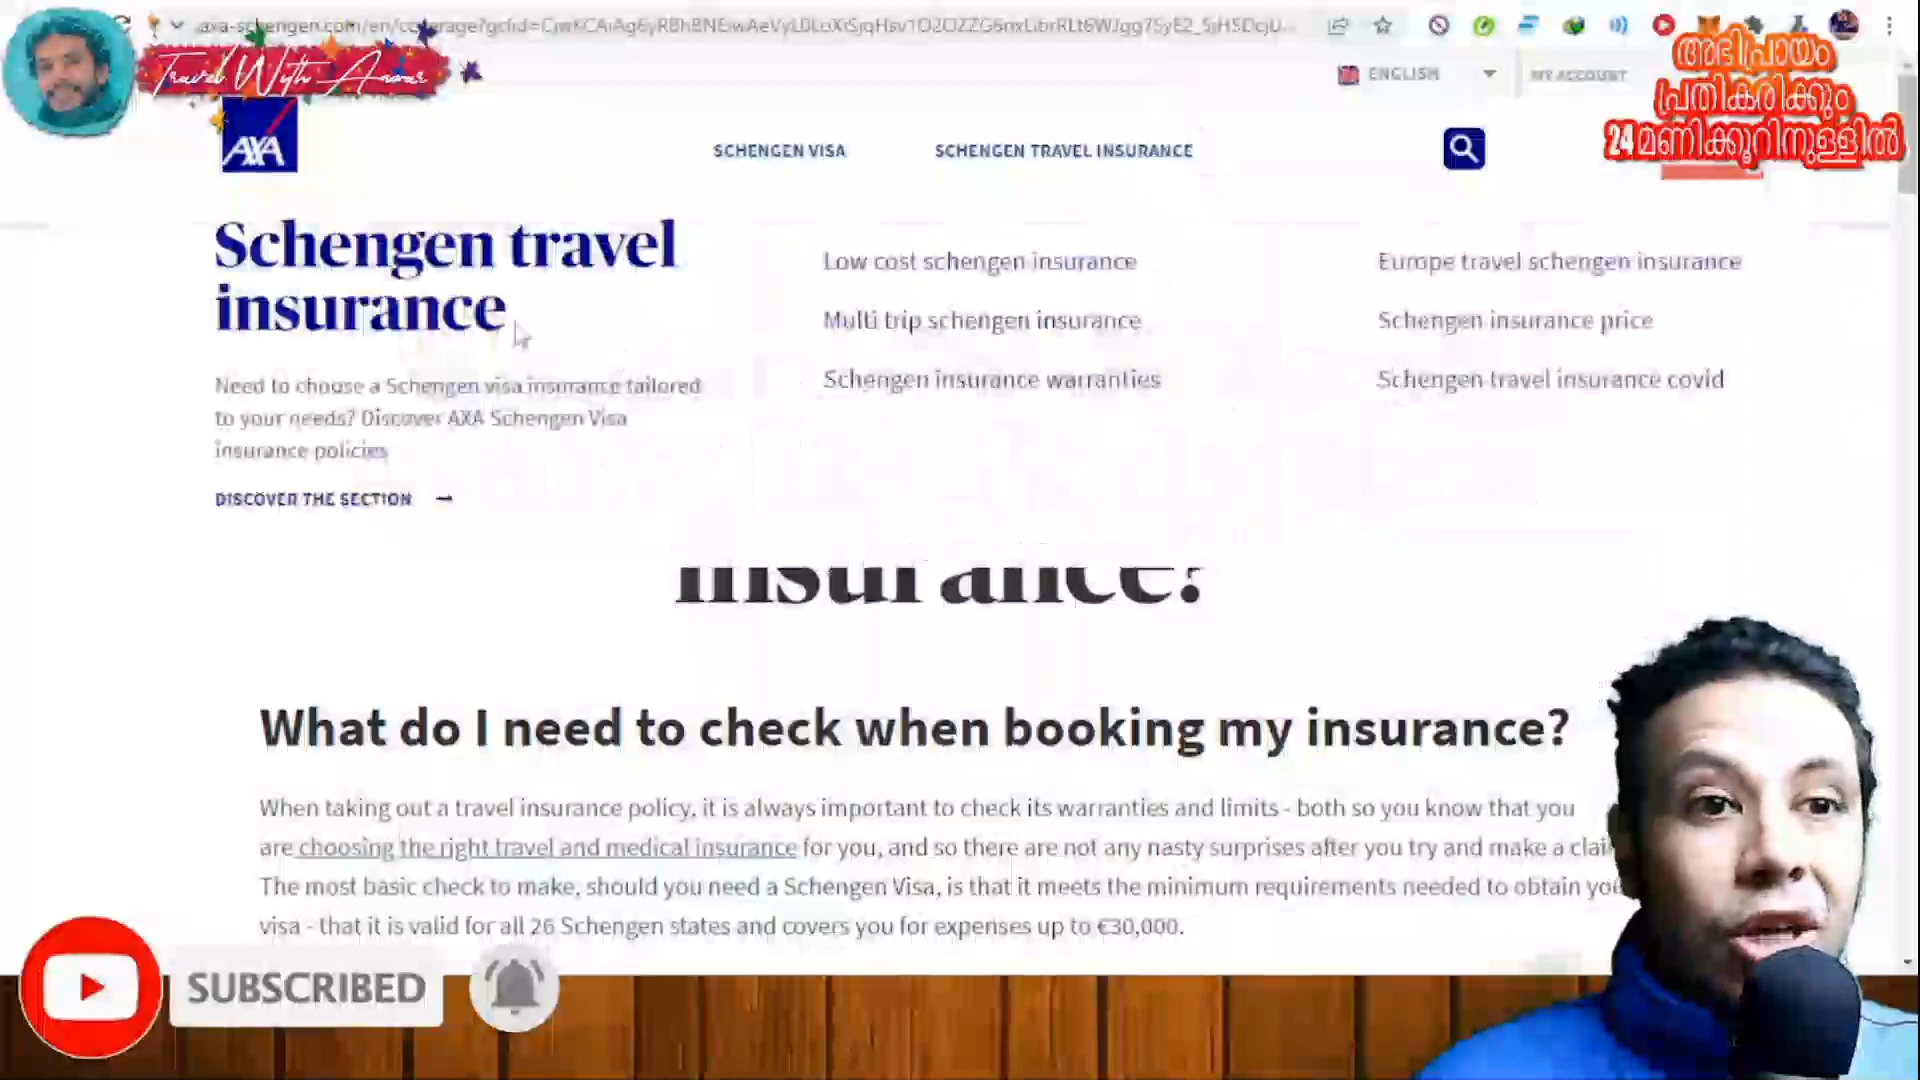 Travel With Anwar
ENGLISH
MY ACCOUNT
അഭിപ്രായം
പ്രതികരിക്കും
24 മണിക്കൂറിനുള്ളിൽ
AXA
SCHENGEN VISA
SCHENGEN TRAVEL INSURANCE
Schengen travel
insurance
Low cost schengen insurance
Europe travel schengen insurance
Multi trip schengen insurance
Schengen insurance price
Schengen insurance warranties
Schengen travel insurance covid
Need to choose a Schengen visa insurance tailored
to your needs? Discover AXA Schengen Visa
insurance policies
DISCOVER THE SECTION
insurance?
What do I need to check when booking my insurance?
When taking out a travel insurance policy, it is always important to check its warranties and limits - both so you know that you
are choosing the right travel and medical insurance for you, and so there are not any nasty surprises after you try and make a
The most basic check to make, should you need a Schengen Visa, is that it meets the minimum requirements needed to obtain
visa - that it is valid for all 26 Schengen states and covers you for expenses up to €30,000.
SUBSCRIBED